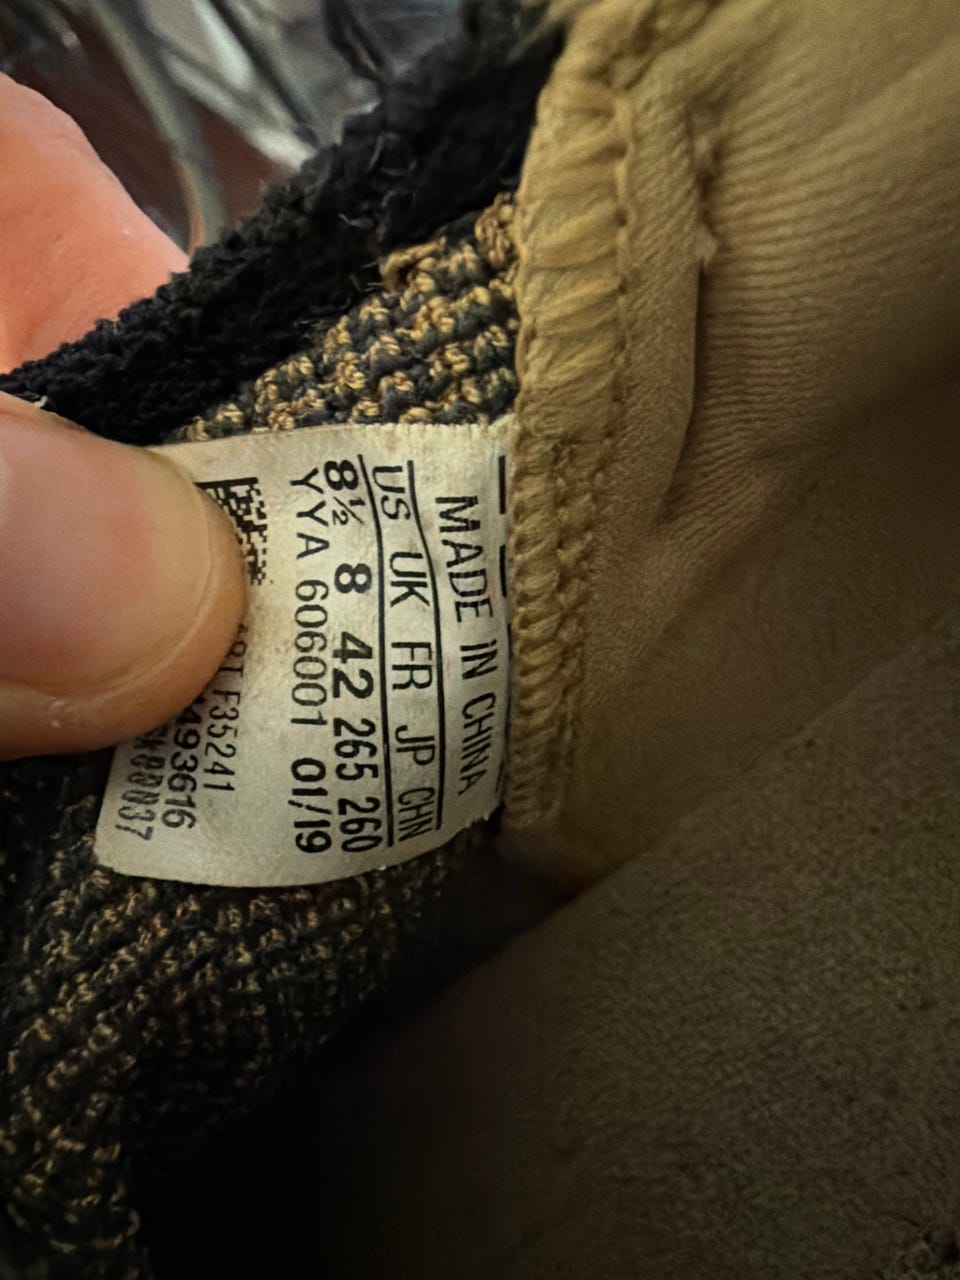 MADE IN CHINA
US UK FR JP CHN
8½ 8 42 265 260
YYA 606001 01/19
F35241
493616